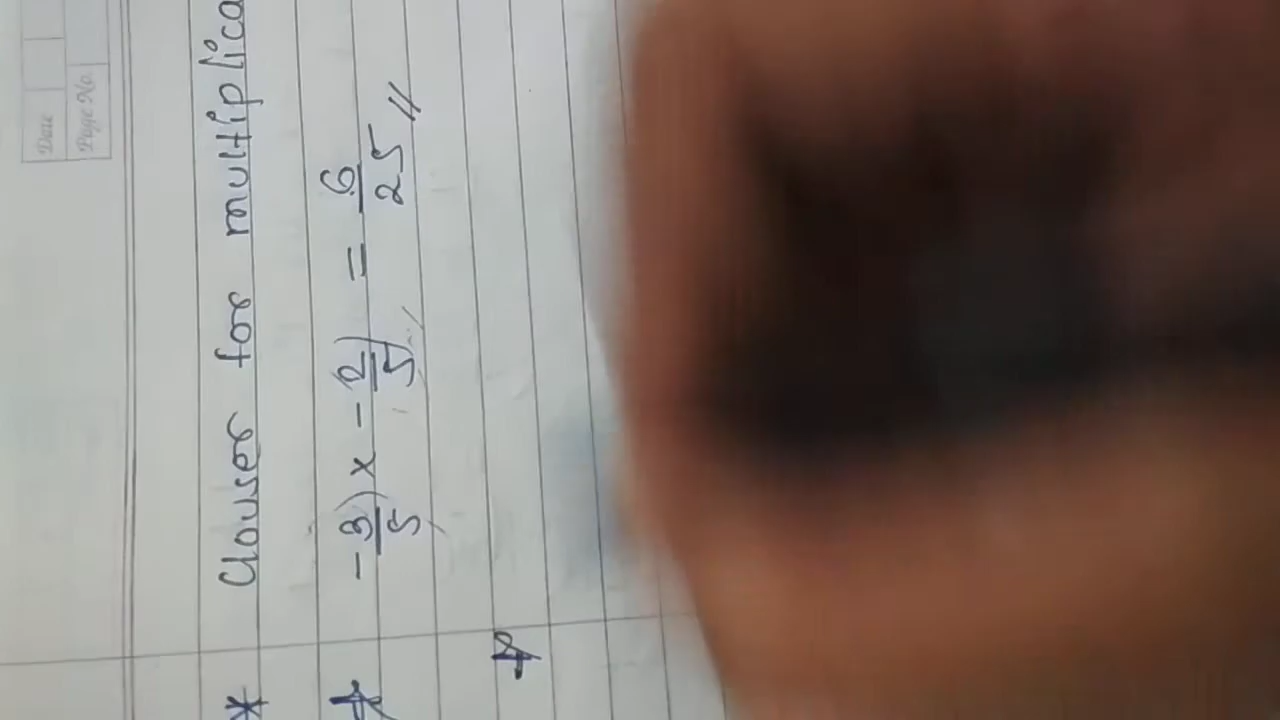 Date
Page No.
* Clouser for multiplica
-3/5) x -2/5) = 6/25 //